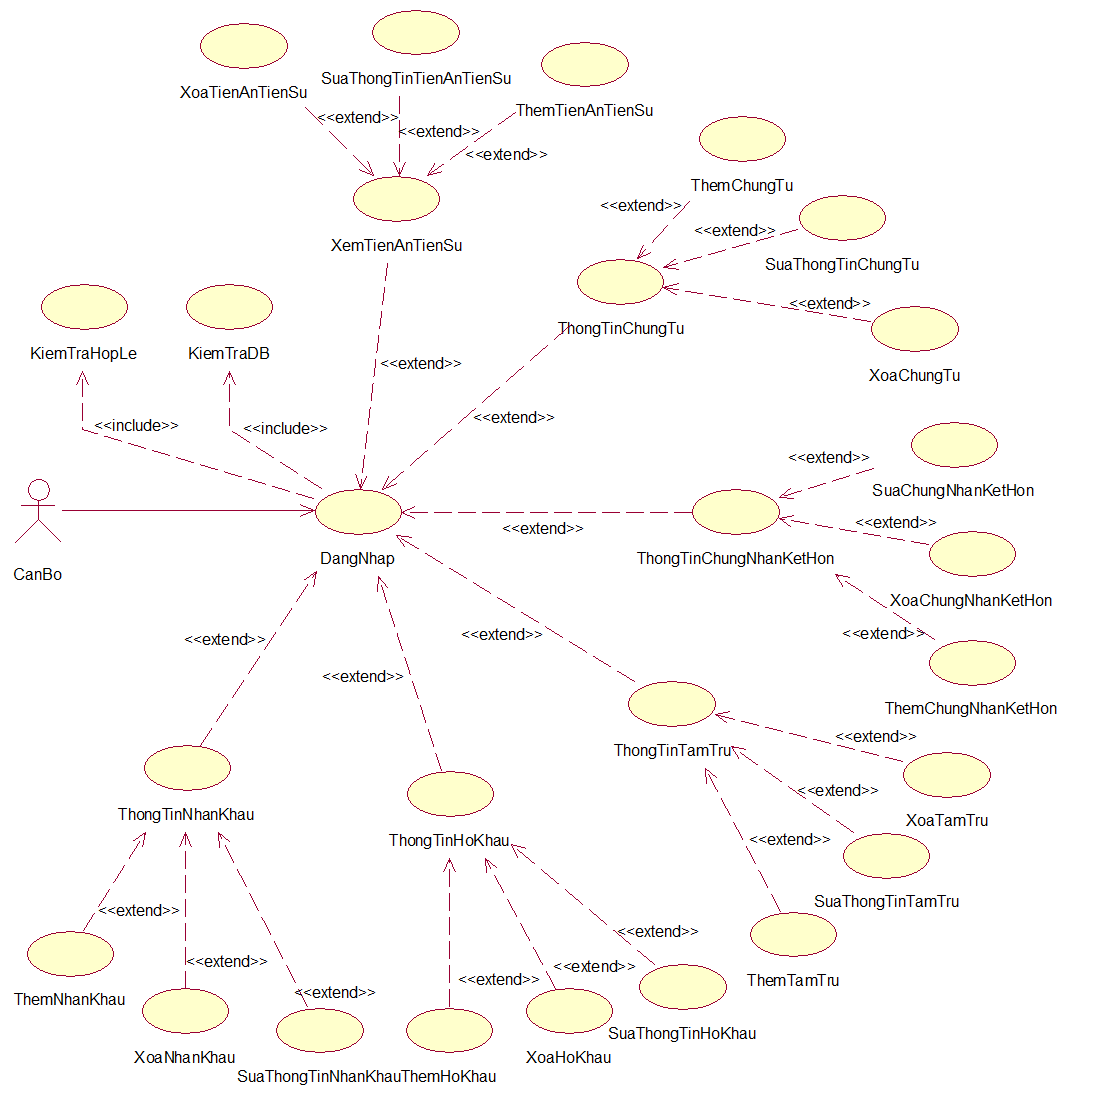 XoaTienAnTienSu
SuaThongTinTienAnTienSu
ThemTienAnTienSu
<<extend>>
<<extend>>
<<extend>>
XemTienAnTienSu
ThemChungTu
<<extend>>
<<extend>>
SuaThongTinChungTu
<<extend>>
ThongTinChungTu
XoaChungTu
KiemTraHopLe
KiemTraDB
<<extend>>
<<extend>>
<<include>>
<<include>>
<<extend>>
SuaChungNhanKetHon
<<extend>>
<<extend>>
DangNhap
ThongTinChungNhanKetHon
CanBo
XoaChungNhanKetHon
<<extend>>
<<extend>>
<<extend>>
<<extend>>
ThemChungNhanKetHon
<<extend>>
ThongTinTamTru
<<extend>>
XoaTamTru
ThongTinNhanKhau
ThongTinHoKhau
<<extend>>
SuaThongTinTamTru
<<extend>>
<<extend>>
<<extend>>
<<extend>>
<<extend>>
ThemTamTru
<<extend>>
<<extend>>
ThemNhanKhau
XoaNhanKhau
SuaThongTinNhanKhau
ThemHoKhau
XoaHoKhau
SuaThongTinHoKhau